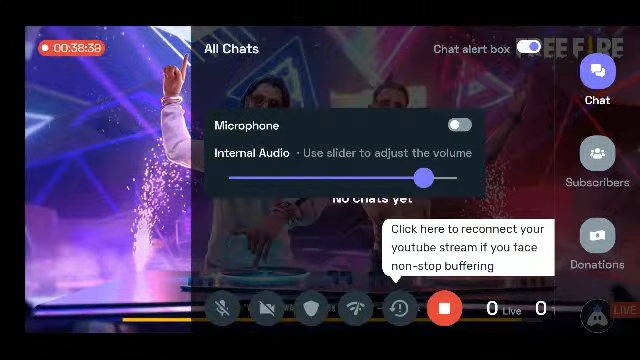 00:38:38
All Chats
Chat alert box
FREE FIRE
Chat
Microphone
Internal Audio · Use slider to adjust the volume
No chats yet
Subscribers
Click here to reconnect your
youtube stream if you face
non-stop buffering
Donations
0 Live 0
LIVE